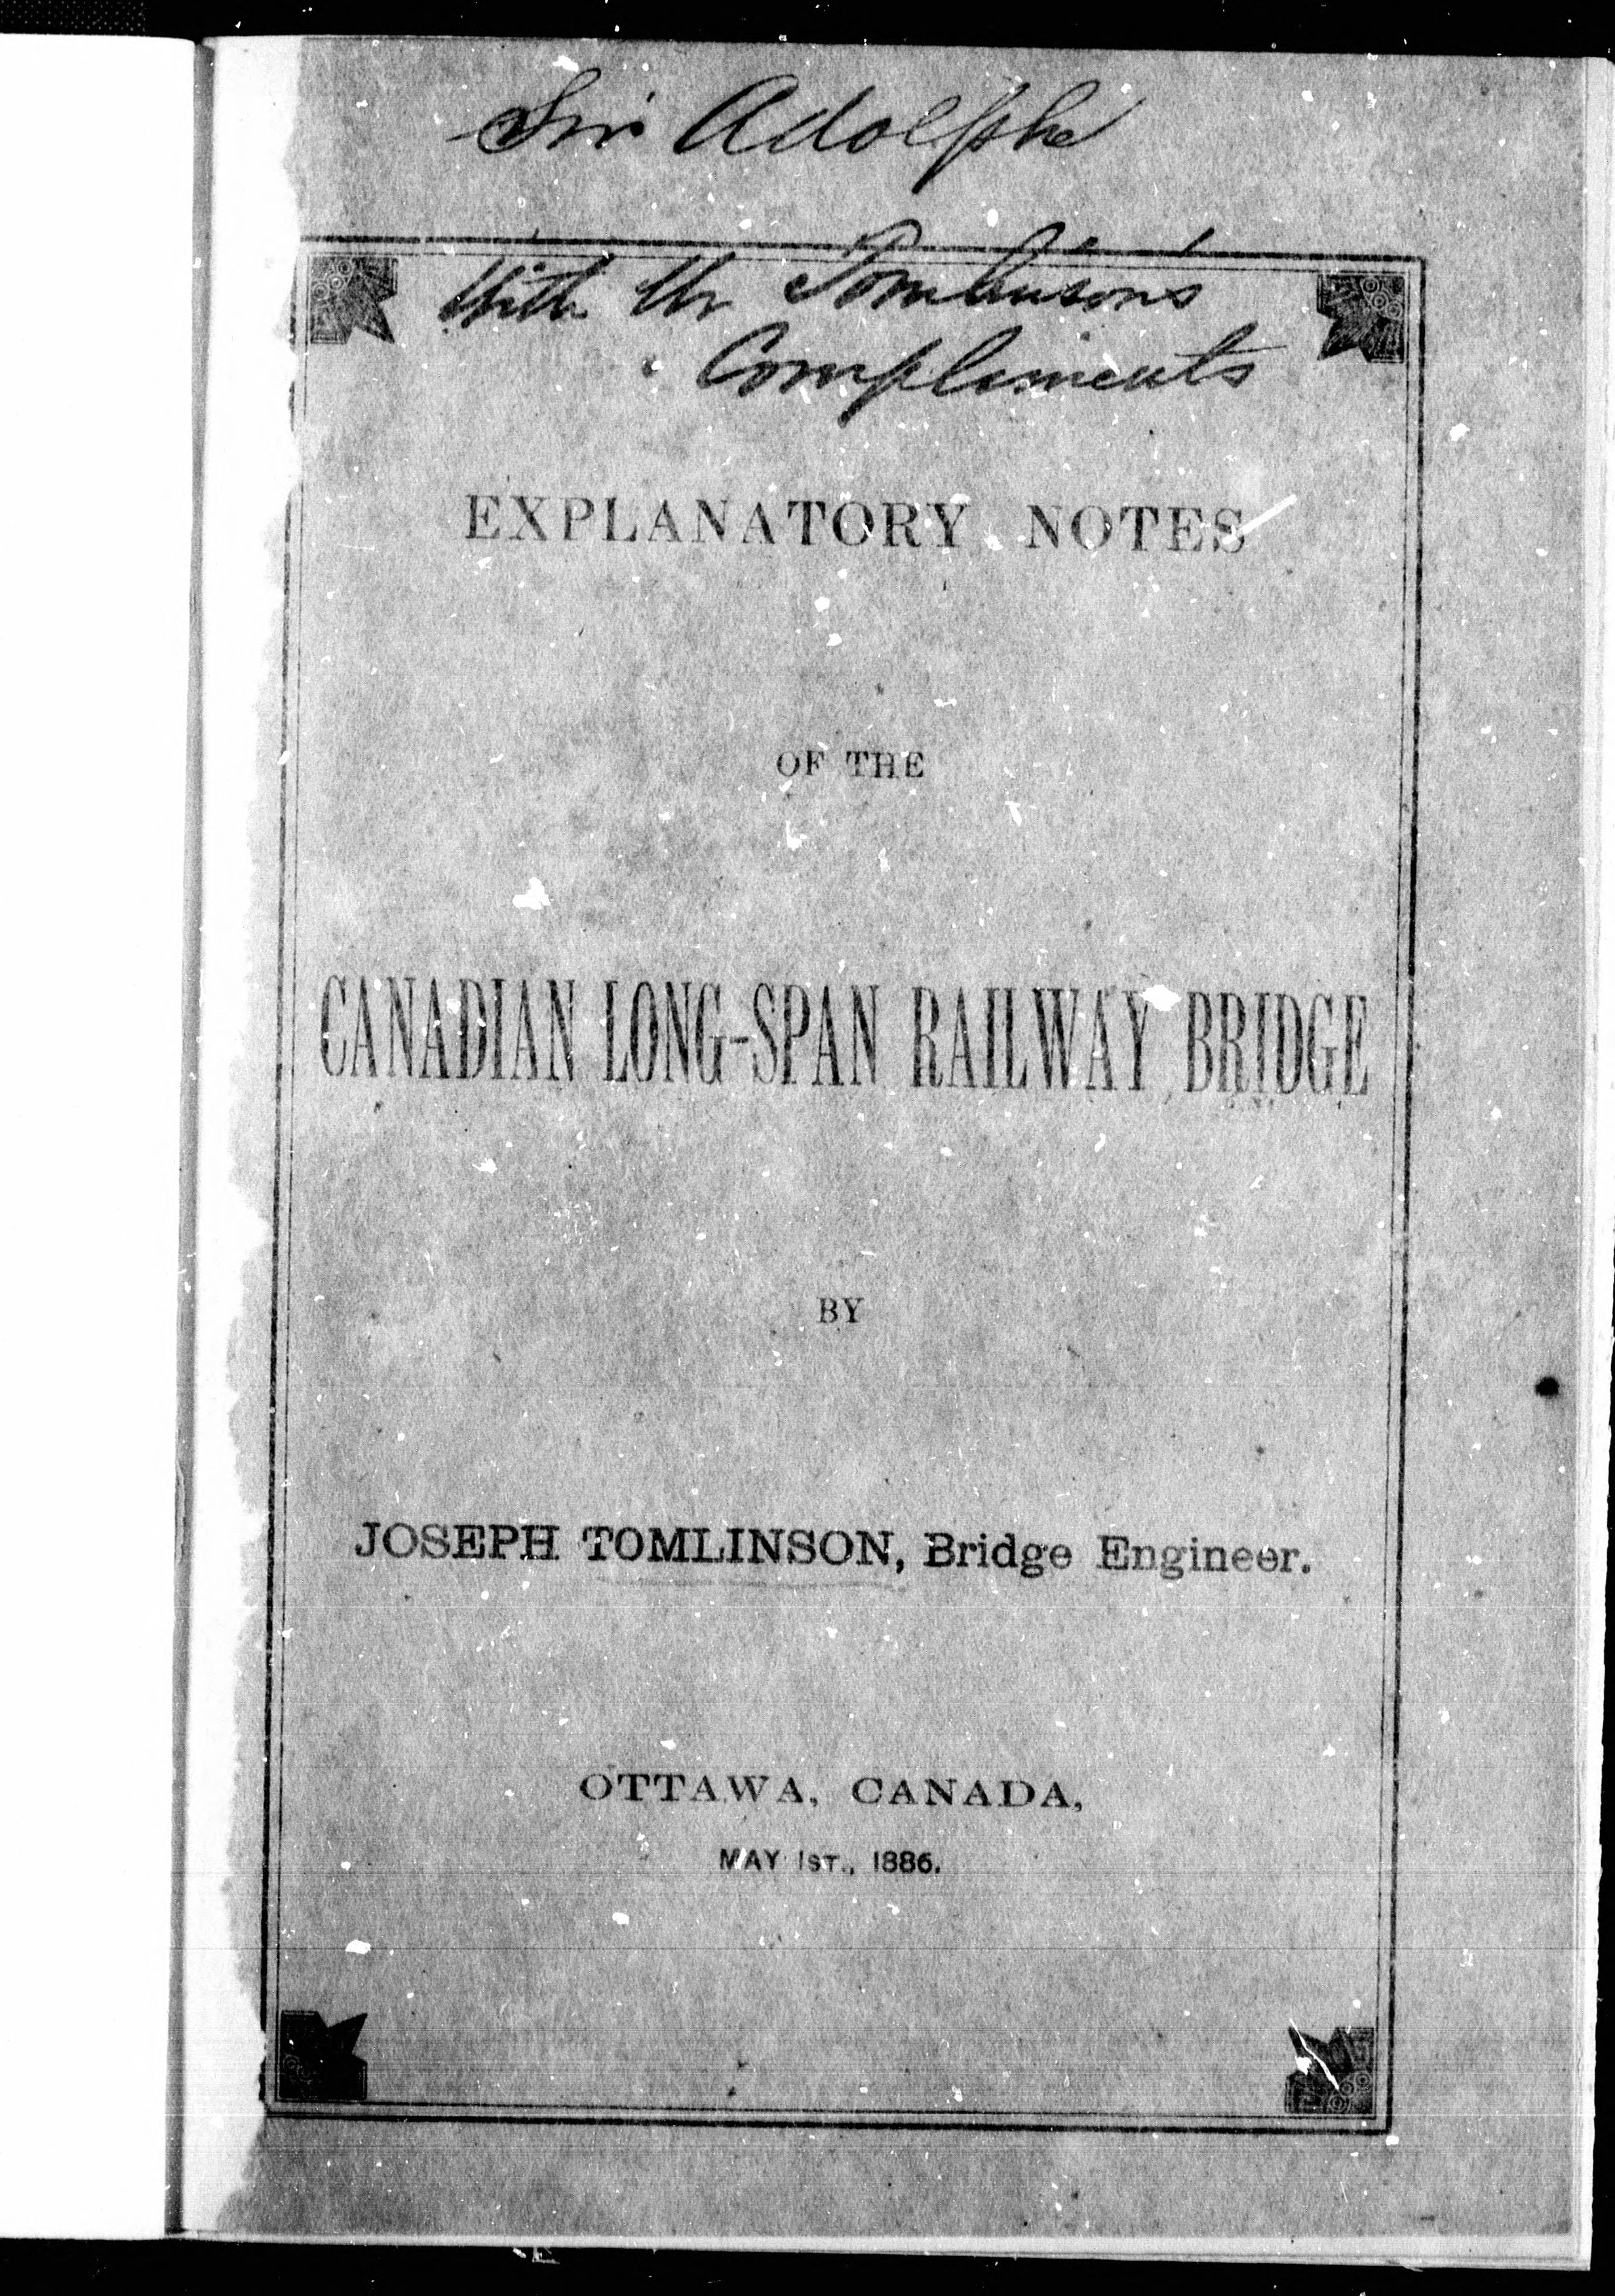 Sir Adolphe
With Mr Tomlinsons
Compliments
EXPLANATORY NOTES
OF THE
CANADIAN LONG-SPAN RAILWAY BRIDGE
BY
JOSEPH TOMLINSON, Bridge Engineer.
OTTAWA, CANADA,
MAY 1ST., 1886.